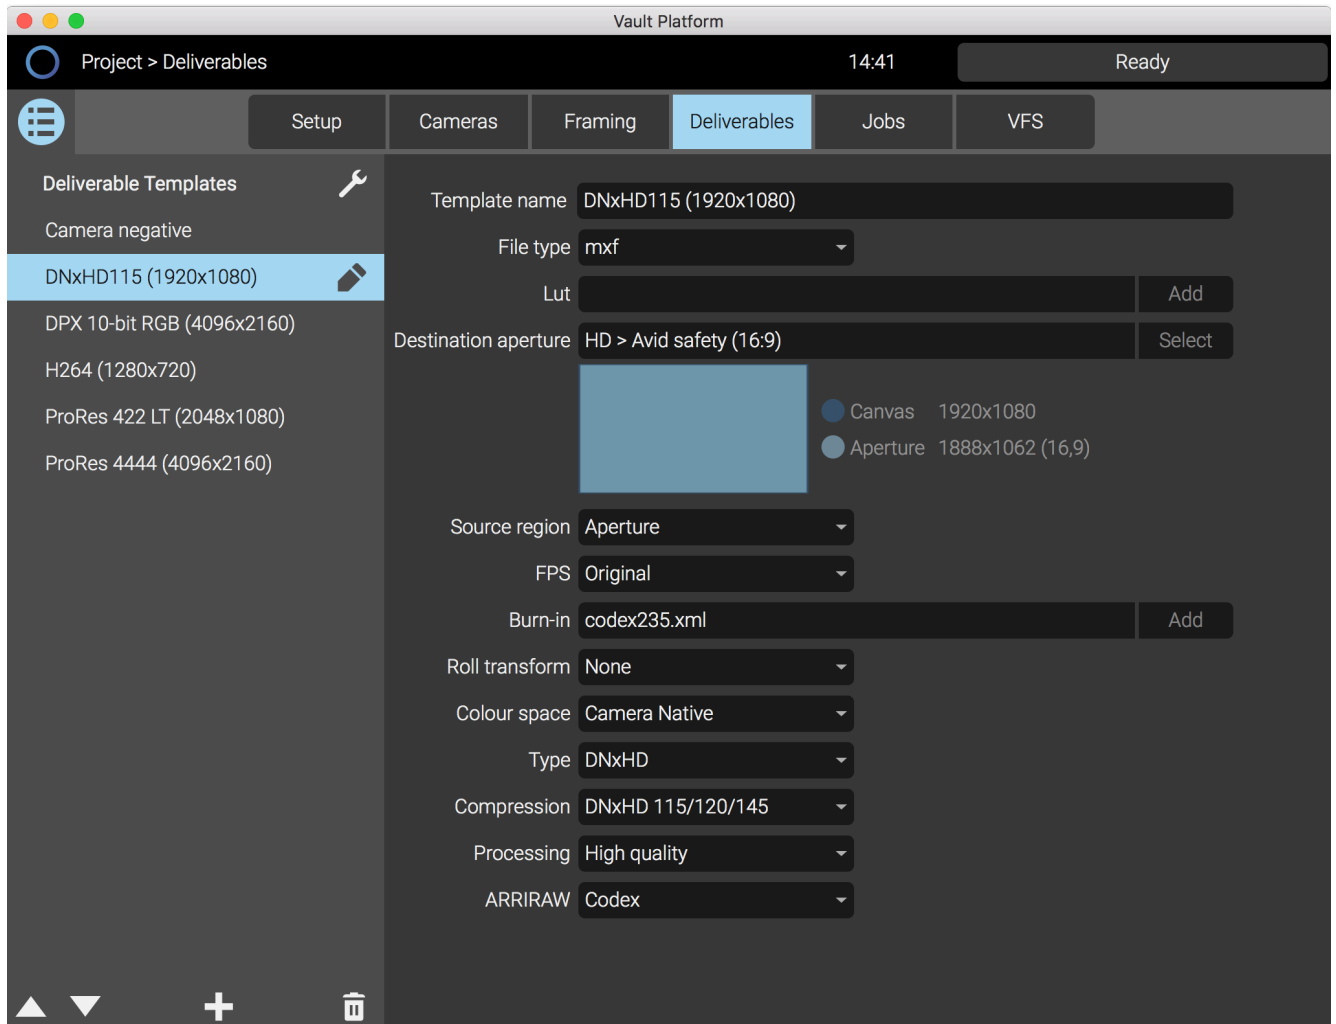 Vault Platform
Project > Deliverables 14:41 Ready
Setup Cameras Framing Deliverables Jobs VFS
Deliverable Templates
Camera negative
DNxHD115 (1920x1080)
DPX 10-bit RGB (4096x2160)
H264 (1280x720)
ProRes 422 LT (2048x1080)
ProRes 4444 (4096x2160)
Template name DNxHD115 (1920x1080)
File type mxf
Lut Add
Destination aperture HD > Avid safety (16:9) Select
Canvas 1920x1080
Aperture 1888x1062 (16,9)
Source region Aperture
FPS Original
Burn-in codex235.xml Add
Roll transform None
Colour space Camera Native
Type DNxHD
Compression DNxHD 115/120/145
Processing High quality
ARRIRAW Codex